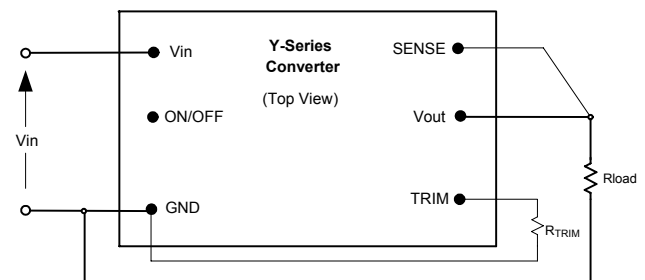 Y-Series
Converter
(Top View)
Vin
SENSE
ON/OFF
Vout
Vin
Rload
GND
TRIM
RTRIM